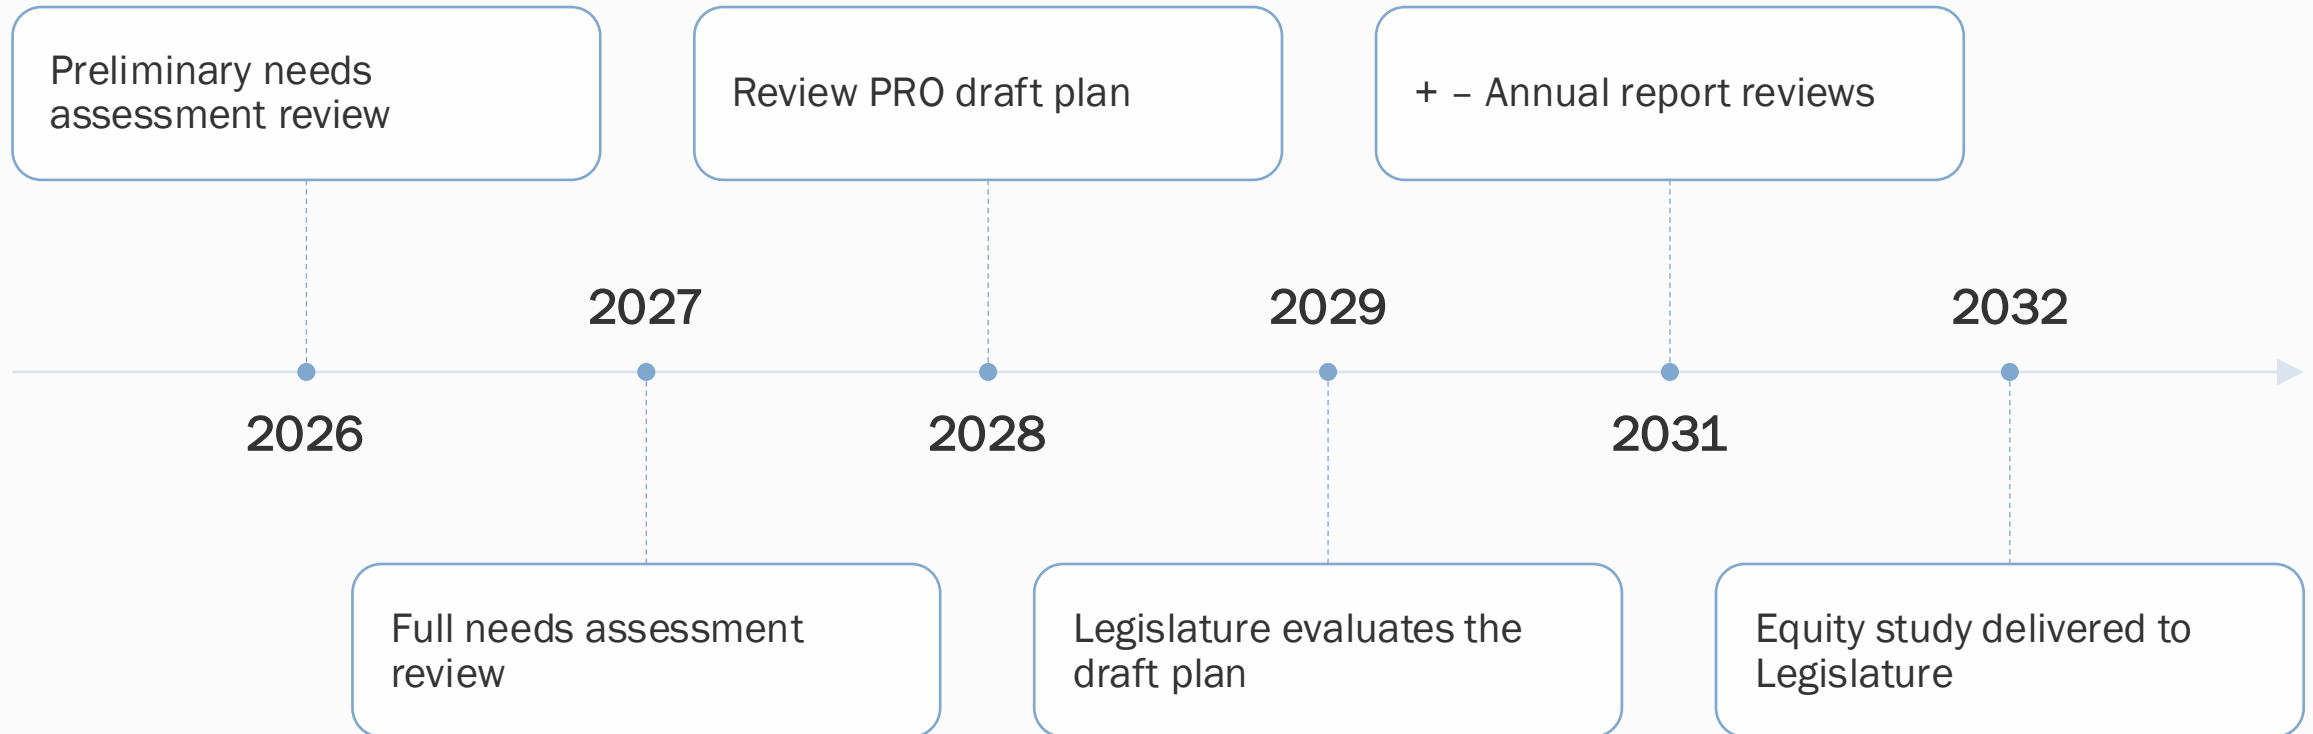 Preliminary needs
assessment review
Review PRO draft plan
+ – Annual report reviews
2027
2029
2032
2026
2028
2031
Full needs assessment
review
Legislature evaluates the
draft plan
Equity study delivered to
Legislature